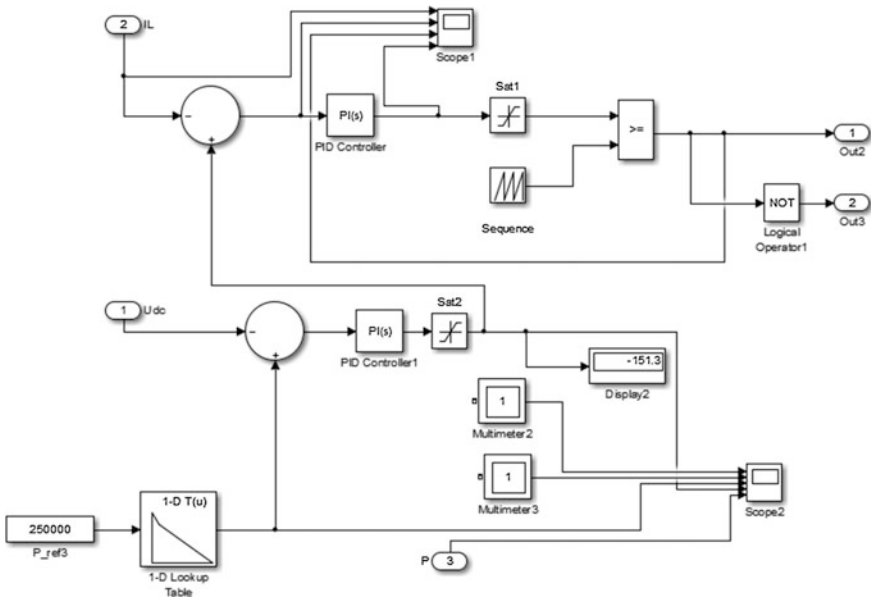 2
IL
Scope1
-
+
PI(s)
PID Controller
Sat1
>=
1
Out2
NOT
2
Out3
Logical
Operator1
Sequence
1
Udc
-
+
PI(s)
PID Controller1
Sat2
-151.3
Display2
1
Multimeter2
1
Multimeter3
Scope2
1-D T(u)
250000
P_ref3
1-D Lookup
Table
P
3